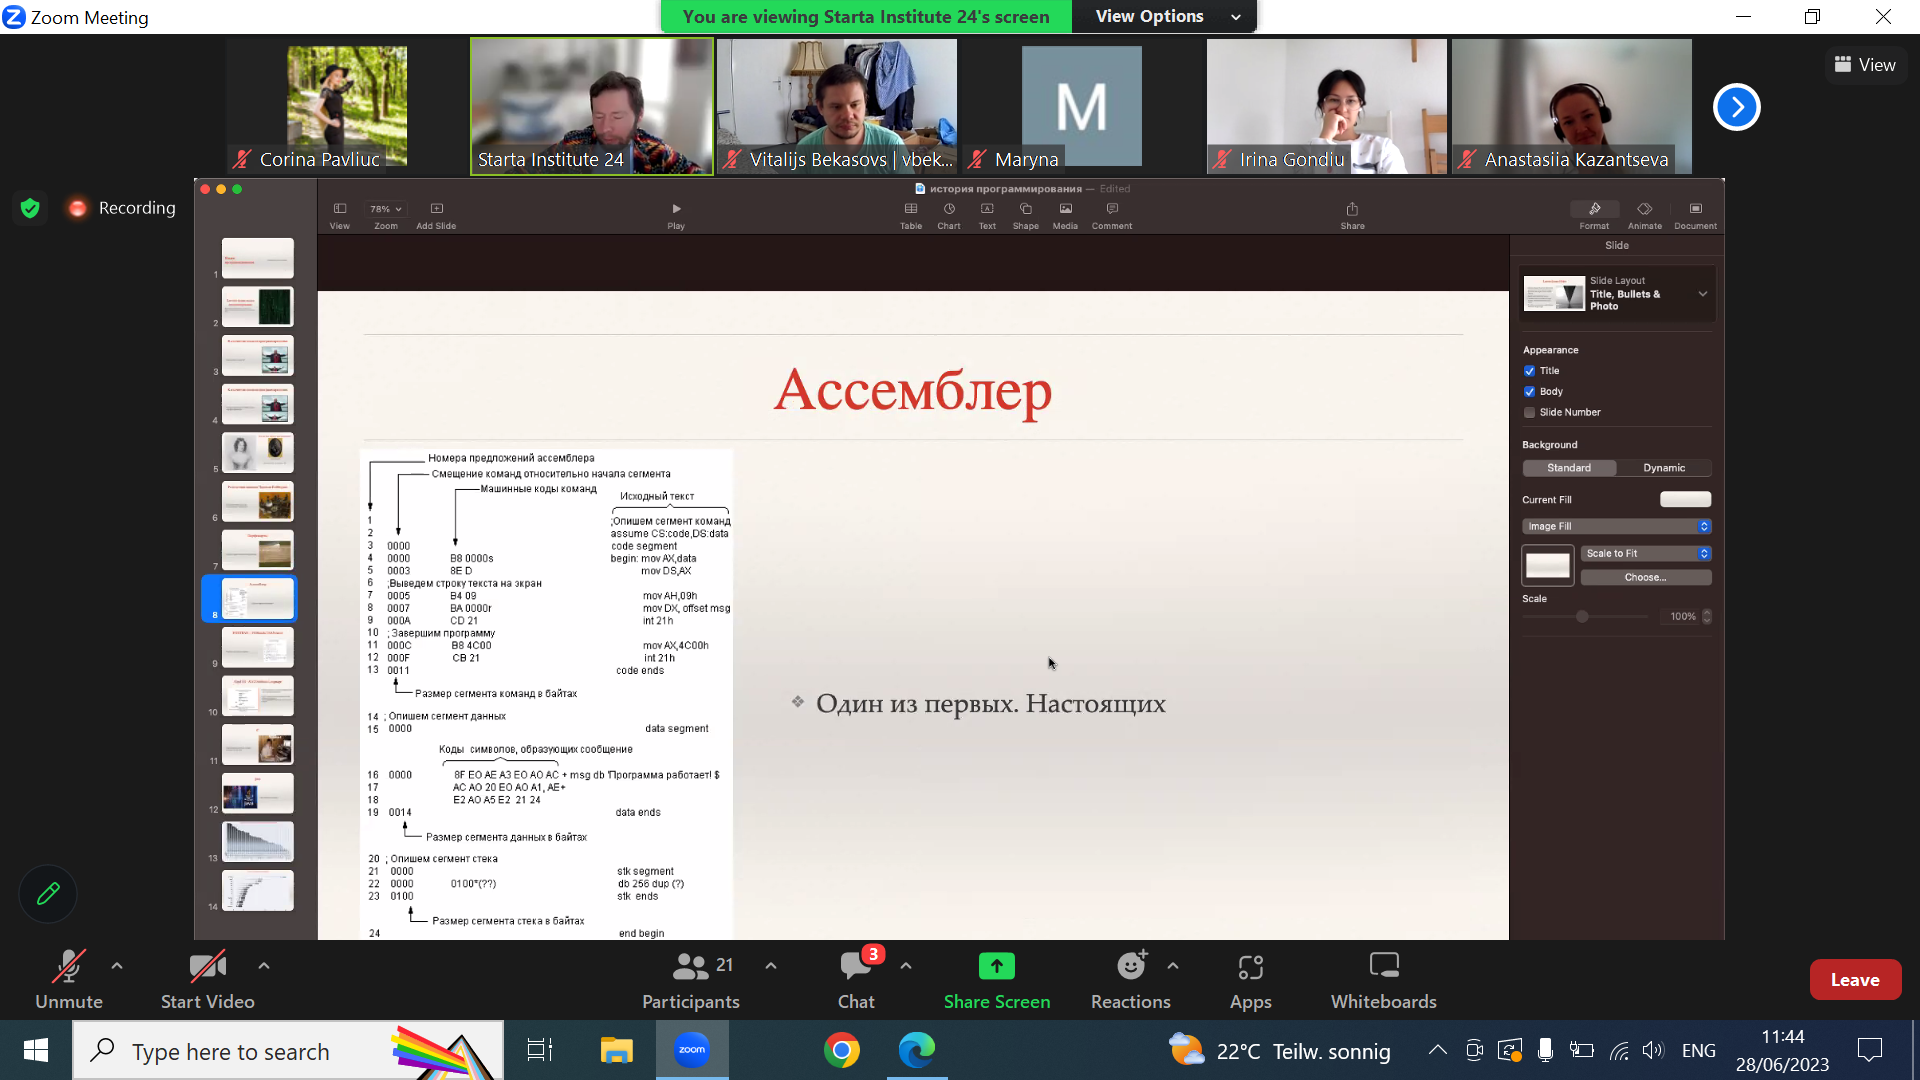 Zoom Meeting
You are viewing Starta Institute 24's screen
View Options
Corina Pavliuc
Starta Institute 24
Vitalijs Bekasovs | vbek...
M
Maryna
Irina Gondiu
Anastasiia Kazantseva
View
Recording
история программирования — Edited
78%
View
Zoom
Add Slide
Play
Table
Chart
Text
Shape
Media
Comment
Share
Format
Animate
Document
1
2
3
4
5
6
7
8
9
10
11
12
13
14
Ассемблер
Номера предложений ассемблера
Смещение команд относительно начала сегмента
Машинные коды команд
Исходный текст
1 ;Опишем сегмент команд
2 assume CS:code,DS:data
3 0000 code segment
4 0000 B8 0000s begin: mov AX,data
5 0003 8E D mov DS,AX
6 ;Выведем строку текста на экран
7 0005 B4 09 mov AH,09h
8 0007 BA 0000r mov DX, offset msg
9 000A CD 21 int 21h
10 ;Завершим программу
11 000C B8 4C00 mov AX,4C00h
12 000F CB 21 int 21h
13 0011 code ends
Размер сегмента команд в байтах
14 ; Опишем сегмент данных
15 0000 data segment
Коды символов, образующих сообщение
16 0000 8F E0 AE A3 E0 A0 AC + msg db 'Программа работает! $
17 AC A0 20 E0 A0 A1, AE+
18 E2 A0 A5 E2 21 24
19 0014 data ends
Размер сегмента данных в байтах
20 ; Опишем сегмент стека
21 0000 stk segment
22 0000 0100*(??) db 256 dup (?)
23 0100 stk ends
Размер сегмента стека в байтах
24 end begin
❖ Один из первых. Настоящих
Slide
Slide Layout
Title, Bullets &
Photo
Appearance
Title
Body
Slide Number
Background
Standard
Dynamic
Current Fill
Image Fill
Scale to Fit
Choose...
Scale
100%
Unmute
Start Video
21
Participants
3
Chat
Share Screen
Reactions
Apps
Whiteboards
Leave
Type here to search
zoom
22°C Teilw. sonnig
ENG
11:44
28/06/2023